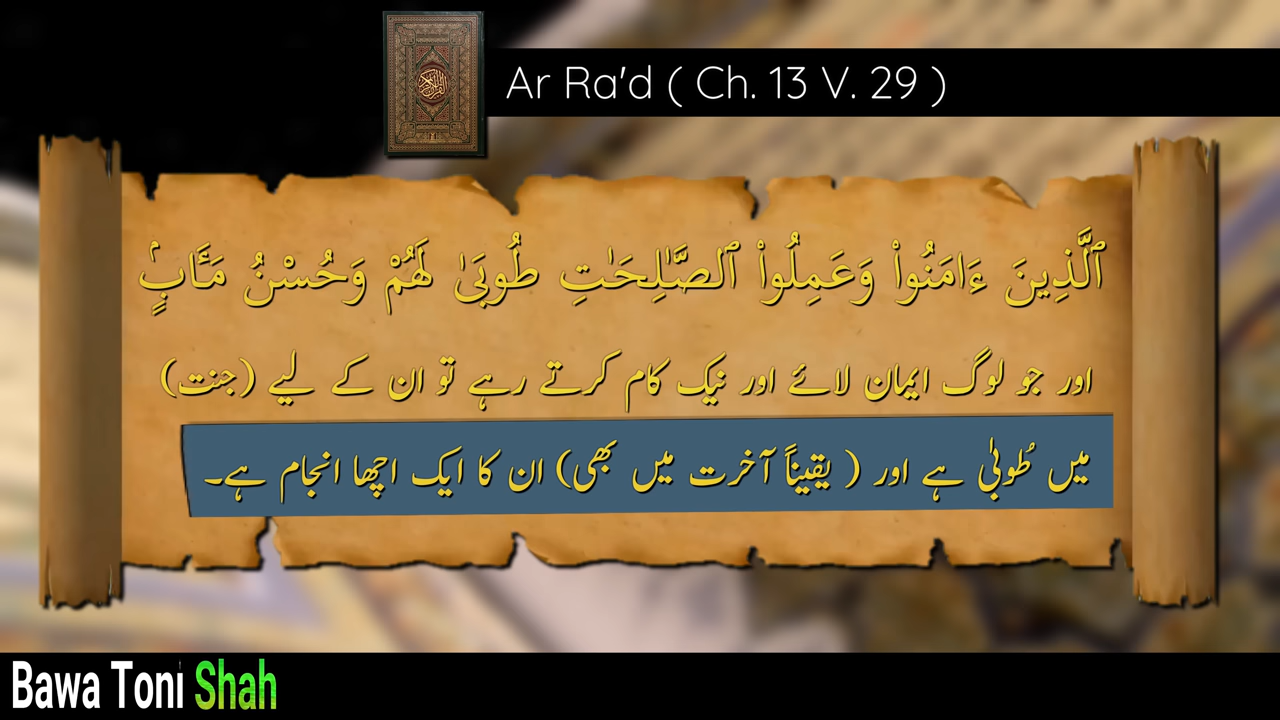 Ar Ra'd ( Ch. 13 V. 29 )
ٱلَّذِينَ ءَامَنُوا۟ وَعَمِلُوا۟ ٱلصَّـٰلِحَـٰتِ طُوبَىٰ لَهُمْ وَحُسْنُ مَـَٔابٍۢ
اور جو لوگ ایمان لائے اور نیک کام کرتے رہے تو ان کے لیے (جنت)
میں طُوبیٰ ہے اور ( یقیناً آخرت میں بھی) ان کا ایک اچھا انجام ہے۔
Bawa Toni Shah